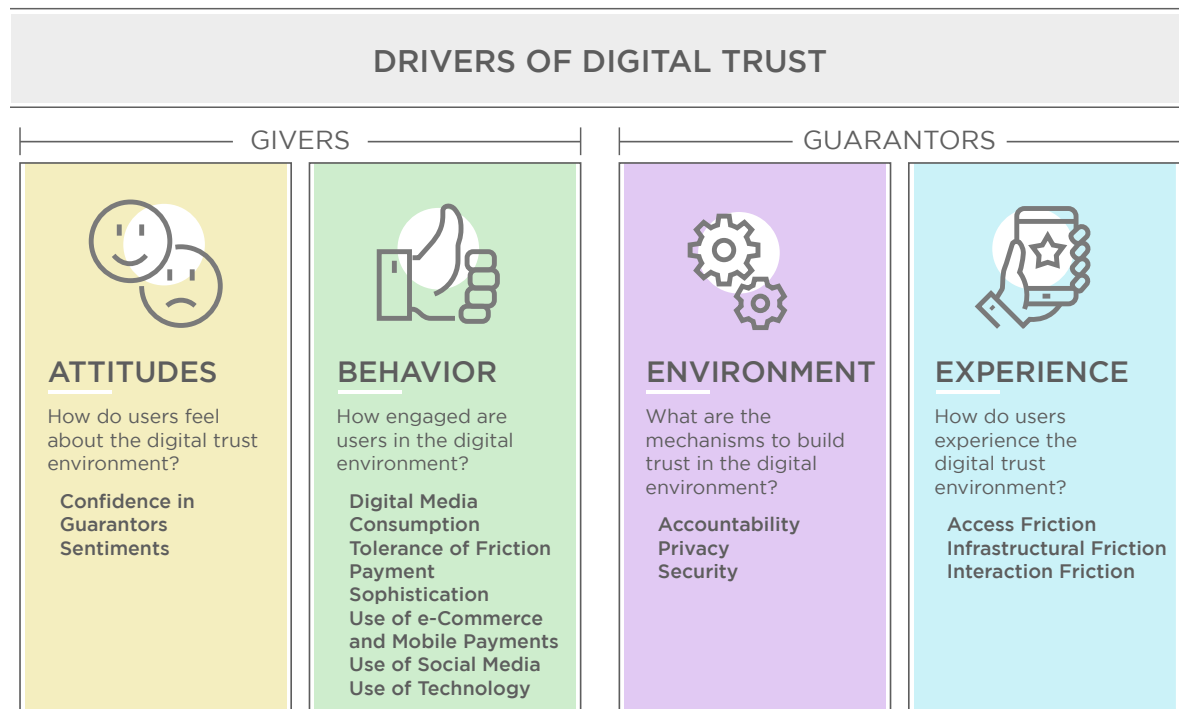 DRIVERS OF DIGITAL TRUST
GIVERS
GUARANTORS
ATTITUDES
How do users feel
about the digital trust
environment?
Confidence in
Guarantors
Sentiments
BEHAVIOR
How engaged are
users in the digital
environment?
Digital Media
Consumption
Tolerance of Friction
Payment
Sophistication
Use of e-Commerce
and Mobile Payments
Use of Social Media
Use of Technology
ENVIRONMENT
What are the
mechanisms to build
trust in the digital
environment?
Accountability
Privacy
Security
EXPERIENCE
How do users
experience the
digital trust
environment?
Access Friction
Infrastructural Friction
Interaction Friction